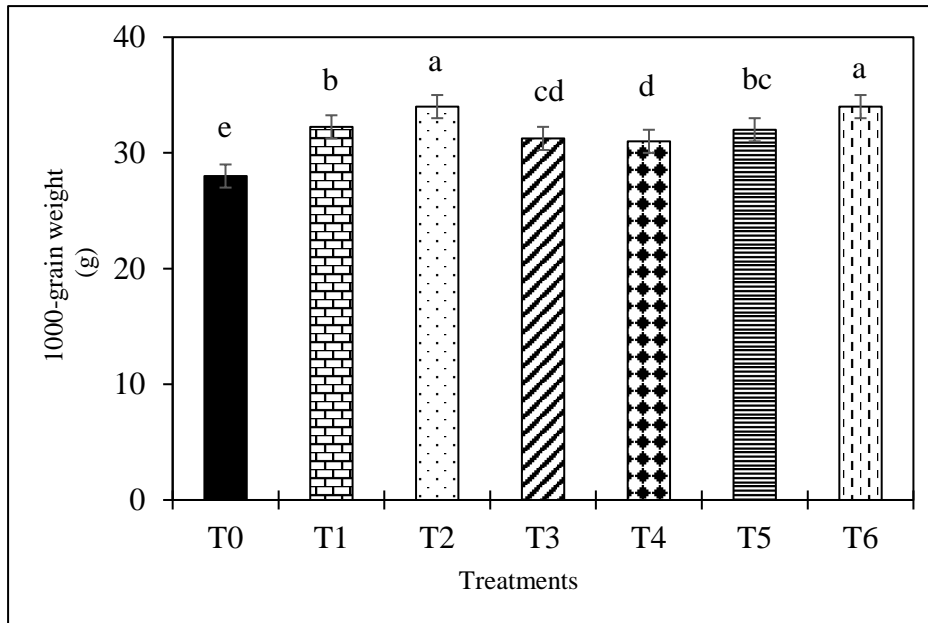 1000-grain weight
(g)
40
30
20
10
0
e
b
a
cd
d
bc
a
T0
T1
T2
T3
T4
T5
T6
Treatments